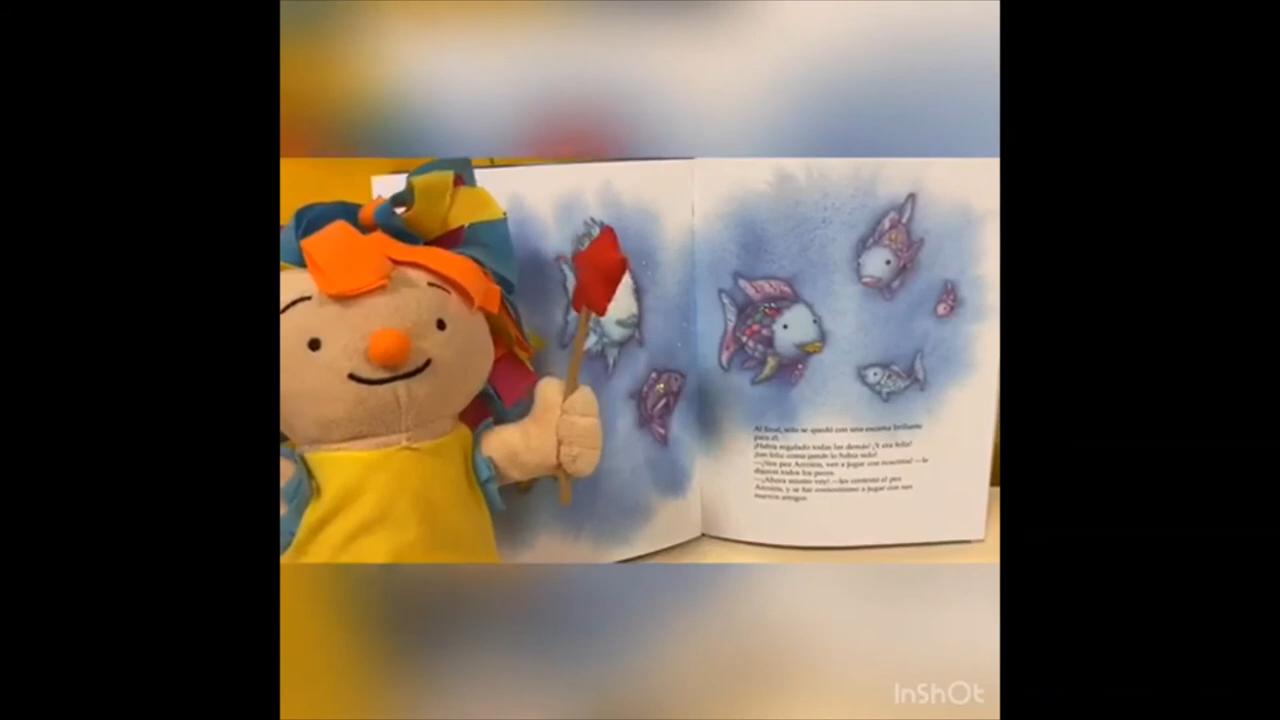 Al final, sólo se quedó con una escama brillante
para él.
¡Había regalado todas las demás! ¡Y era feliz!
¡tan feliz como jamás lo había sido!
—¡Ven pez Arcoiris, ven a jugar con nosotros! —le
dijeron todos los peces.
—¡Ahora mismo voy! —les contestó el pez
Arcoiris, y se fue contentísimo a jugar con sus
nuevos amigos.
InShOt